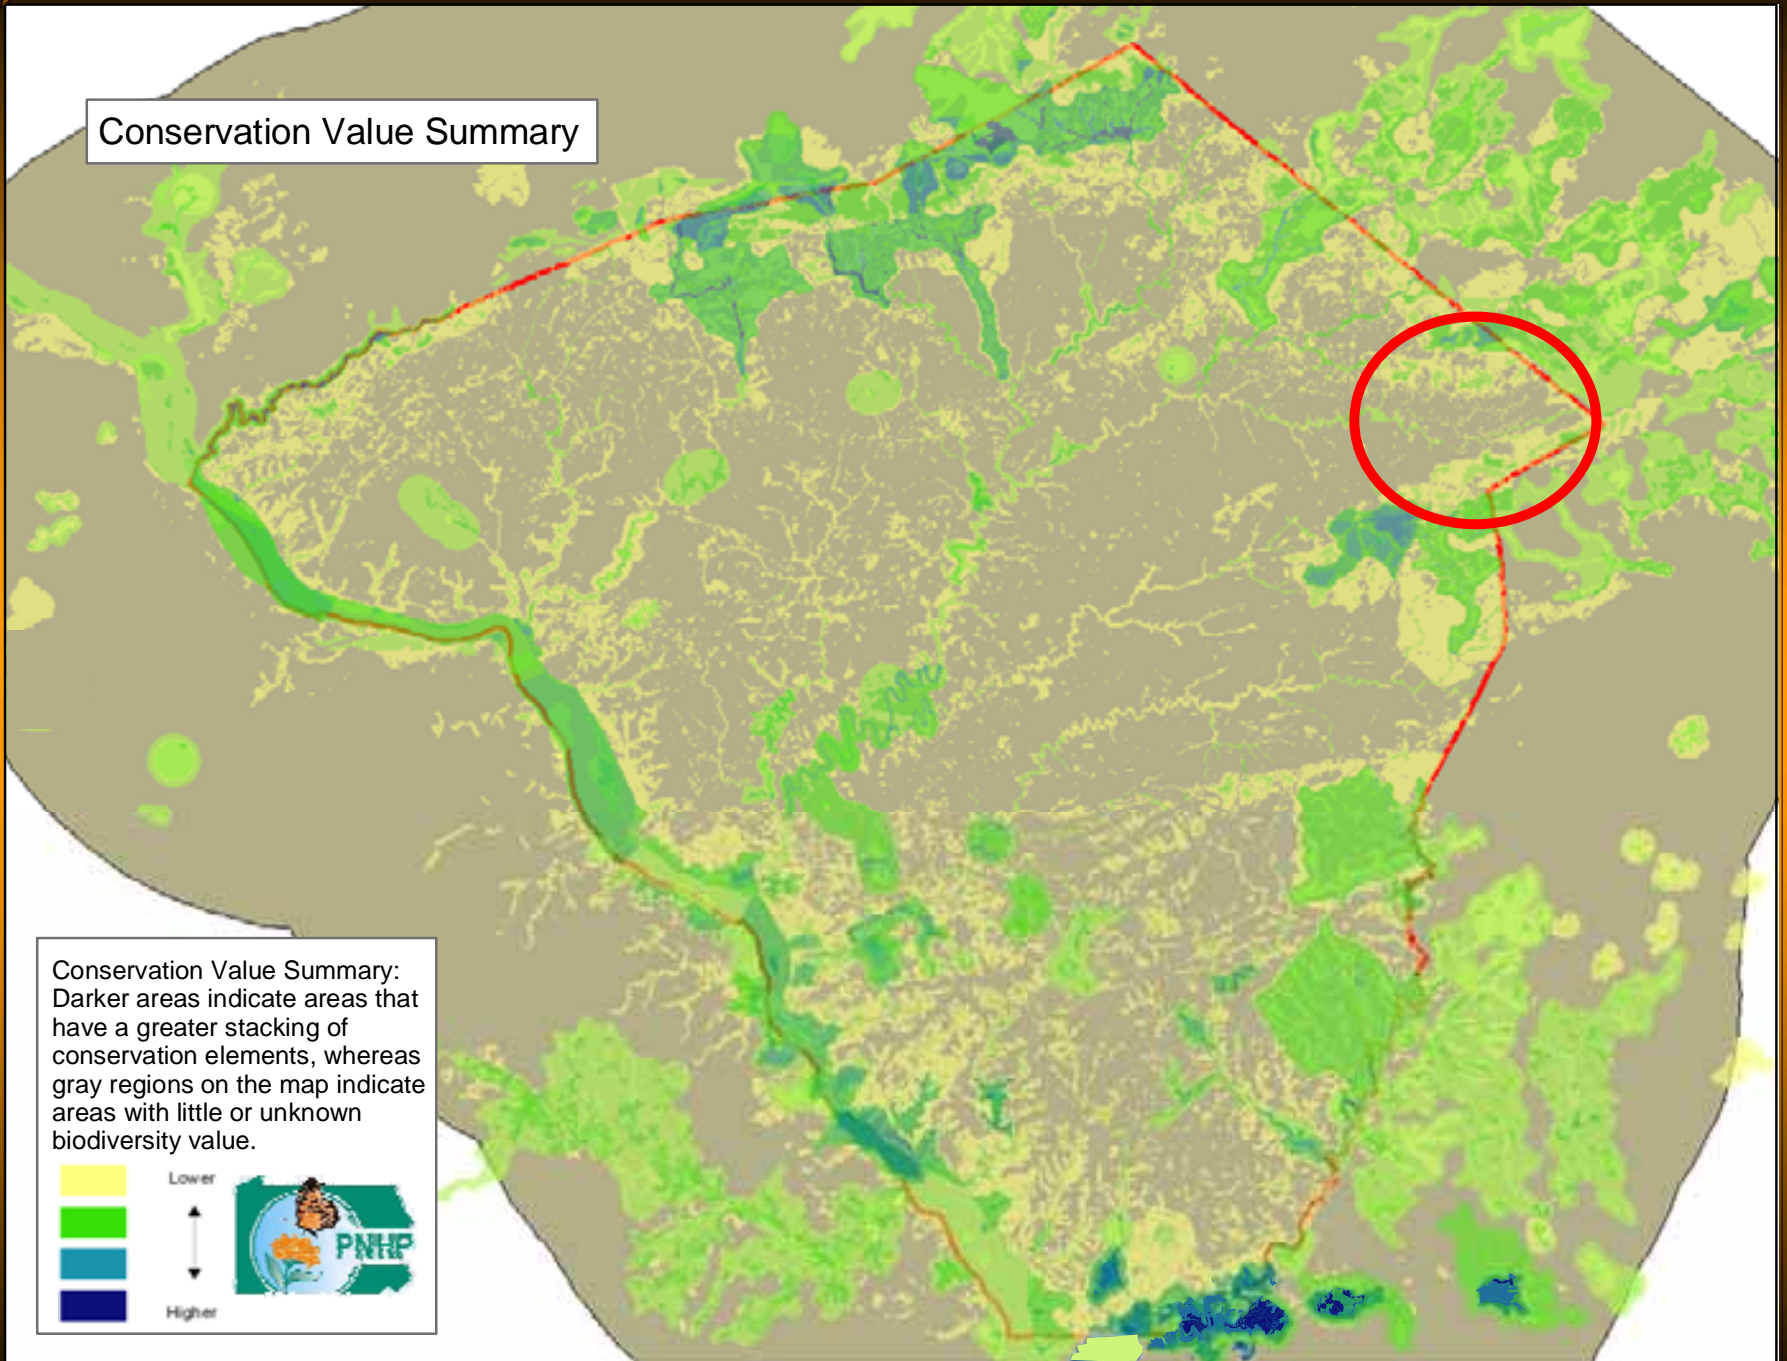 Conservation Value Summary
Conservation Value Summary:
Darker areas indicate areas that
have a greater stacking of
conservation elements, whereas
gray regions on the map indicate
areas with little or unknown
biodiversity value.
Lower
PNHP
Higher